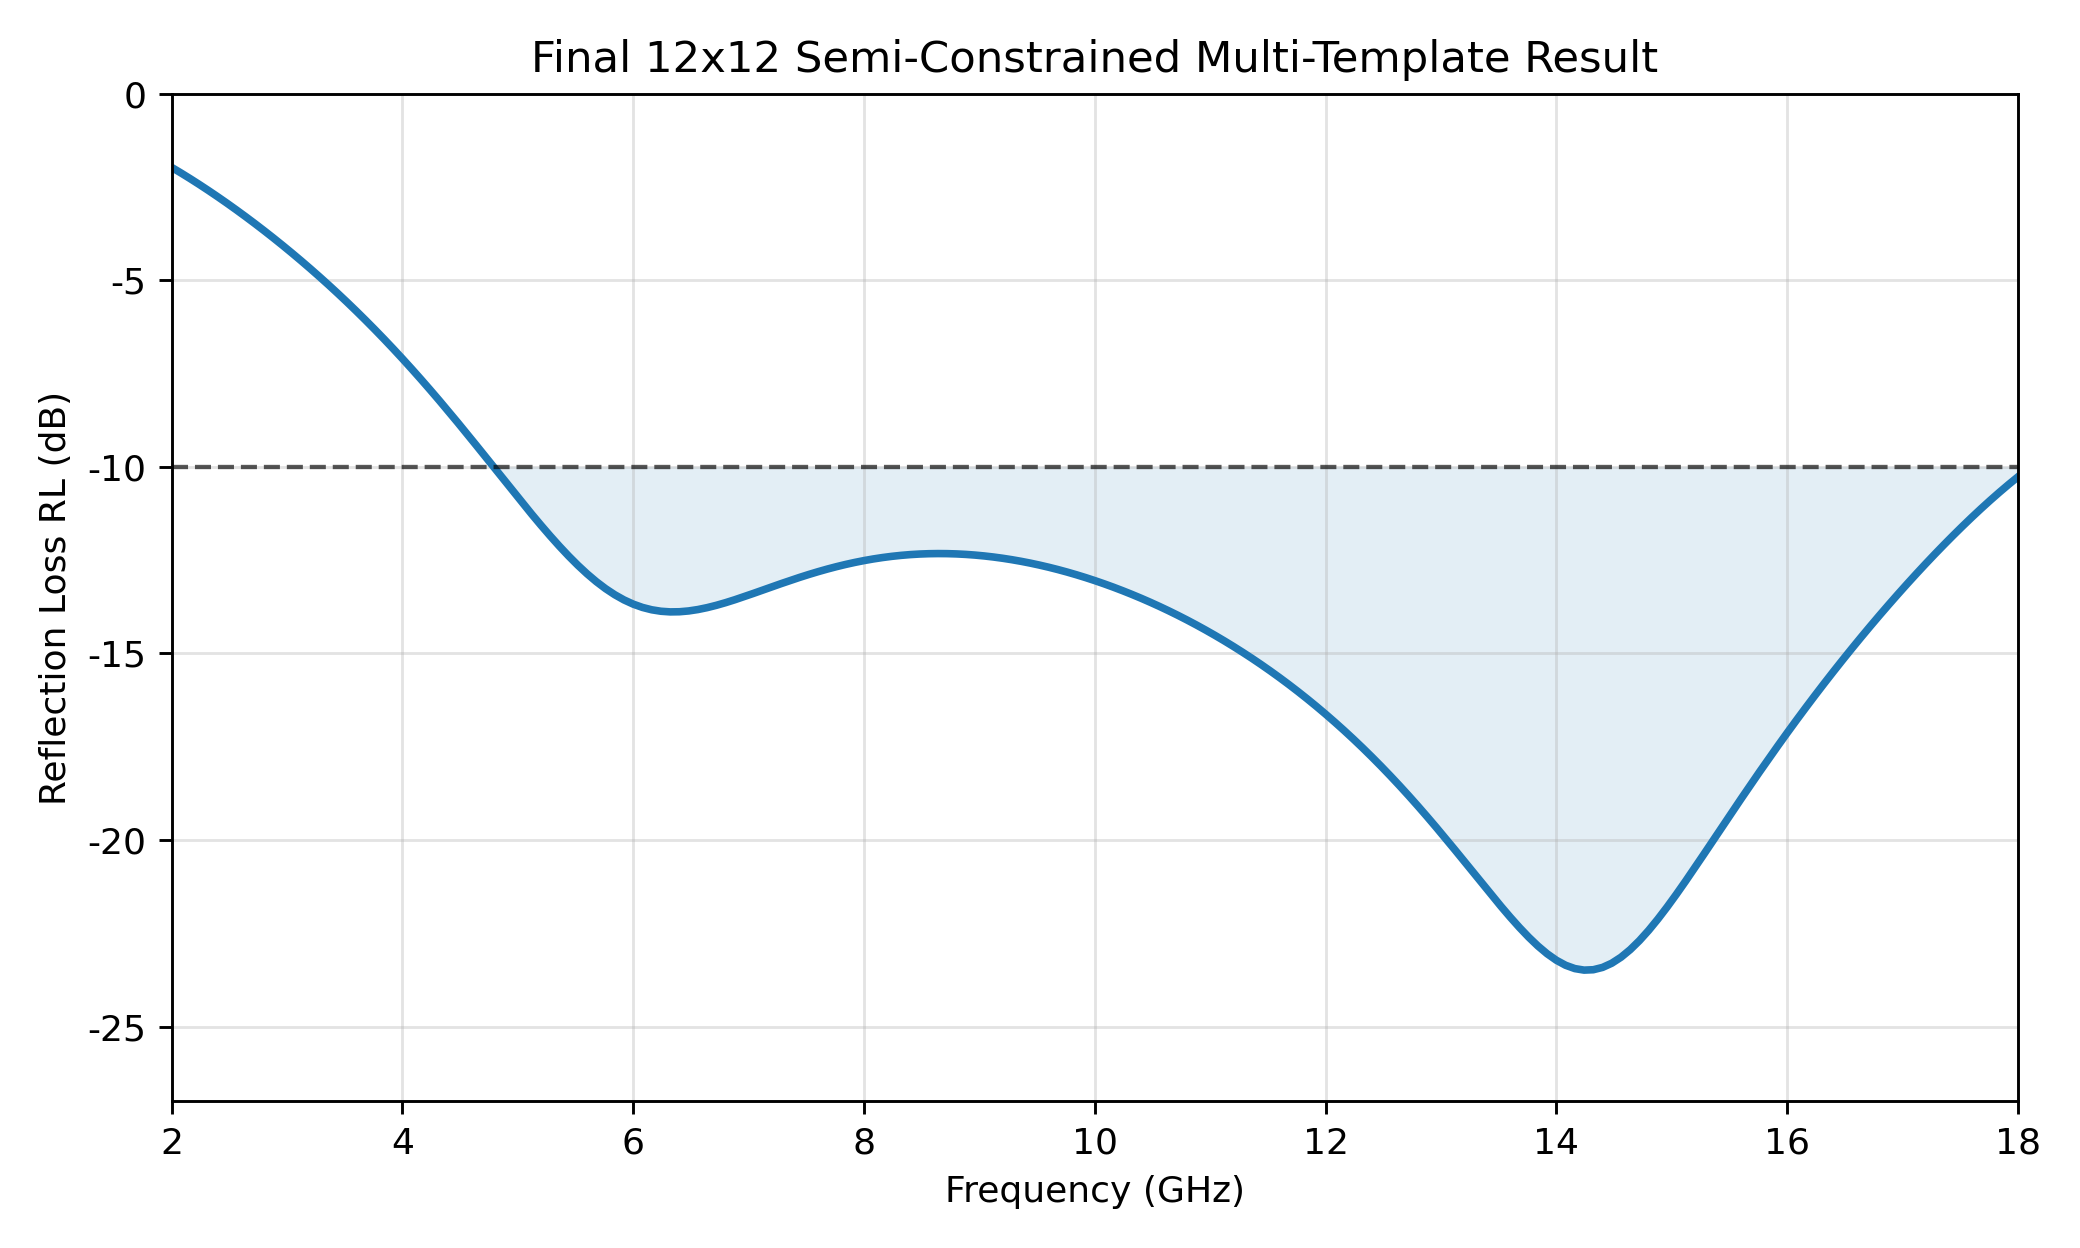 Final 12x12 Semi-Constrained Multi-Template Result
0
-5
-10
-15
-20
-25
Reflection Loss RL (dB)
2 4 6 8 10 12 14 16 18
Frequency (GHz)